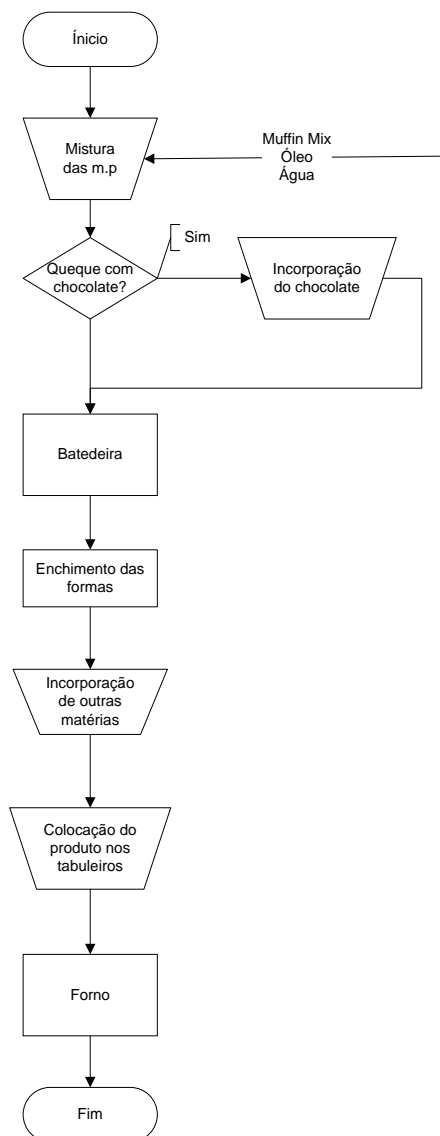 Ínicio
Mistura
das m.p
Muffin Mix
Óleo
Água
Sim
Queque com
chocolate?
Incorporação
do chocolate
Batedeira
Enchimento das
formas
Incorporação
de outras
matérias
Colocação do
produto nos
tabuleiros
Forno
Fim